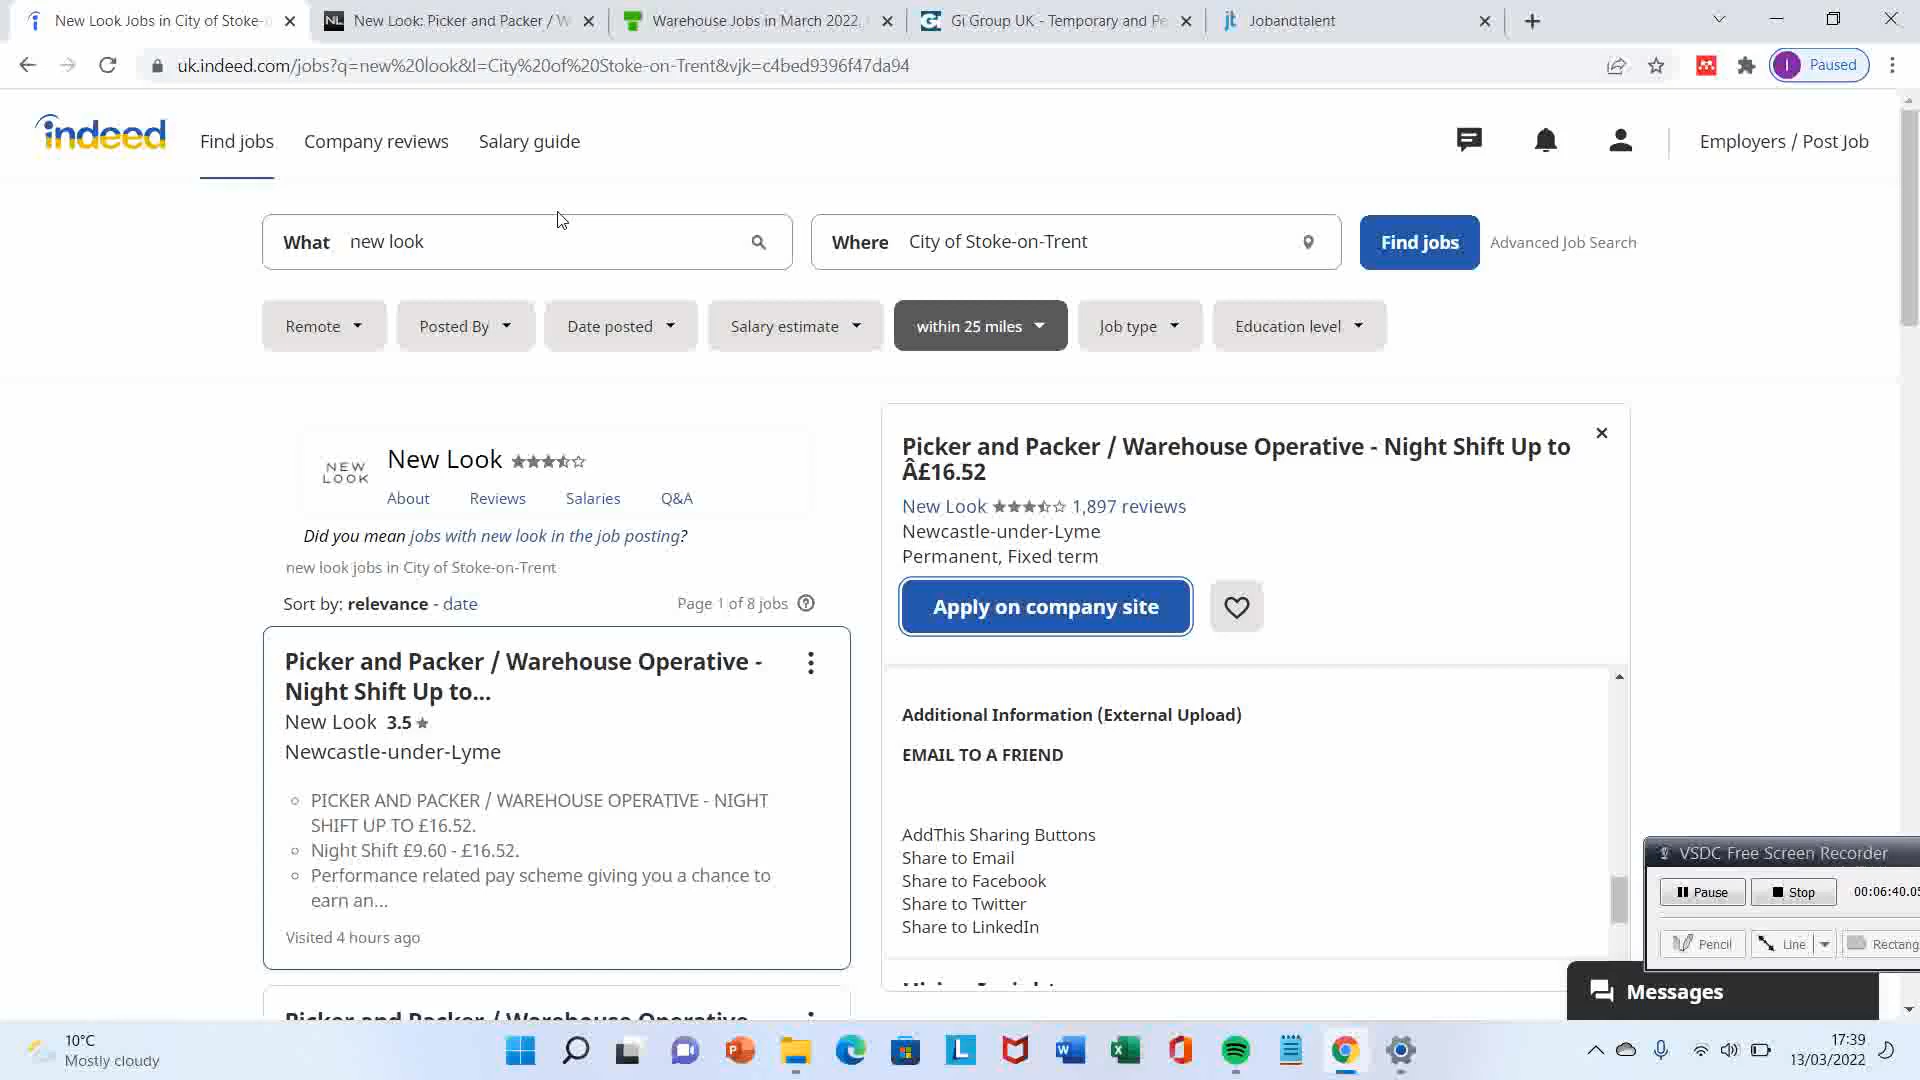 New Look Jobs in City of Stoke-o
New Look: Picker and Packer / W
Warehouse Jobs in March 2022,
Gi Group UK - Temporary and Pe
Jobandtalent
uk.indeed.com/jobs?q=new%20look&l=City%20of%20Stoke-on-Trent&vjk=c4bed9396f47da94
Paused
indeed
Find jobs
Company reviews
Salary guide
Employers / Post Job
What new look
Where City of Stoke-on-Trent
Find jobs
Advanced Job Search
Remote
Posted By
Date posted
Salary estimate
within 25 miles
Job type
Education level
NEW
LOOK
New Look
About Reviews Salaries Q&A
Did you mean jobs with new look in the job posting?
new look jobs in City of Stoke-on-Trent
Sort by: relevance - date
Page 1 of 8 jobs
Picker and Packer / Warehouse Operative -
Night Shift Up to...
New Look 3.5
Newcastle-under-Lyme
PICKER AND PACKER / WAREHOUSE OPERATIVE - NIGHT
SHIFT UP TO £16.52.
Night Shift £9.60 - £16.52.
Performance related pay scheme giving you a chance to
earn an...
Visited 4 hours ago
Picker and Packer / Warehouse Operative
Picker and Packer / Warehouse Operative - Night Shift Up to
Â£16.52
New Look 1,897 reviews
Newcastle-under-Lyme
Permanent, Fixed term
Apply on company site
Additional Information (External Upload)
EMAIL TO A FRIEND
AddThis Sharing Buttons
Share to Email
Share to Facebook
Share to Twitter
Share to LinkedIn
VSDC Free Screen Recorder
Pause
Stop
00:06:40.05
Pencil
Line
Rectang
Messages
10°C
Mostly cloudy
17:39
13/03/2022